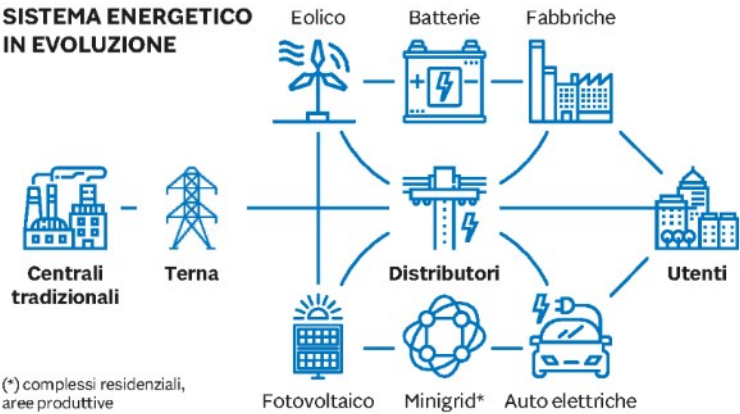 SISTEMA ENERGETICO
IN EVOLUZIONE
Eolico
Batterie
Fabbriche
Centrali
tradizionali
Terna
Distributori
Utenti
Fotovoltaico
Minigrid*
Auto elettriche
(*) complessi residenziali,
aree produttive